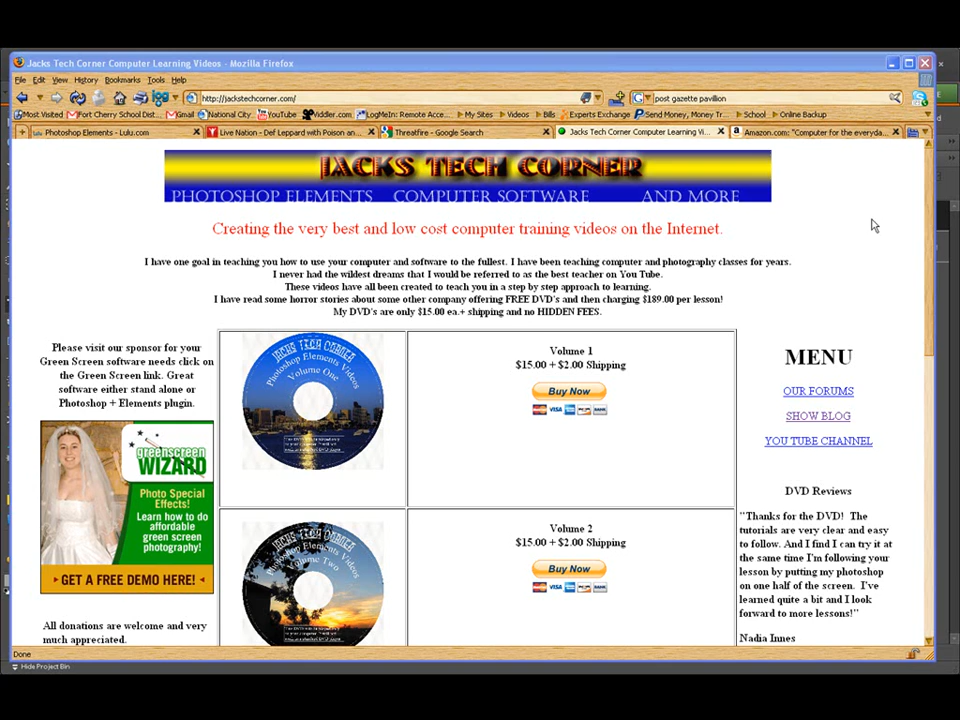 Jacks Tech Corner Computer Learning Videos - Mozilla Firefox
File Edit View History Bookmarks Tools Help
http://jackstechcorner.com/
post gazette pavillion
Most Visited Fort Cherry School Dist... Gmail National City YouTube Viddler.com LogMeIn: Remote Acce... My Sites Videos Bills Experts Exchange Send Money, Money Tr... School Online Backup
Photoshop Elements - Lulu.com Live Nation - Def Leppard with Poison an... Threatfire - Google Search Jacks Tech Corner Computer Learning Vi... Amazon.com: "Computer for the everyda...
JACKS TECH CORNER
PHOTOSHOP ELEMENTS COMPUTER SOFTWARE AND MORE
Creating the very best and low cost computer training videos on the Internet.
I have one goal in teaching you how to use your computer and software to the fullest. I have been teaching computer and photography classes for years.
I never had the wildest dreams that I would be referred to as the best teacher on You Tube.
These videos have all been created to teach you in a step by step approach to learning.
I have read some horror stories about some other company offering FREE DVD's and then charging $189.00 per lesson!
My DVD's are only $15.00 ea.+ shipping and no HIDDEN FEES.
Please visit our sponsor for your
Green Screen software needs click on
the Green Screen link. Great
software either stand alone or
Photoshop + Elements plugin.
greenscreen
WIZARD
Photo Special
Effects!
Learn how to do
affordable
green screen
photography!
GET A FREE DEMO HERE!
All donations are welcome and very
much appreciated.
JACKS TECH CORNER
Photoshop Elements Videos
Volume One
Volume 1
$15.00 + $2.00 Shipping
Buy Now
VISA
JACKS TECH CORNER
Photoshop Elements Videos
Volume Two
Volume 2
$15.00 + $2.00 Shipping
Buy Now
VISA
MENU
OUR FORUMS
SHOW BLOG
YOU TUBE CHANNEL
DVD Reviews
"Thanks for the DVD! The
tutorials are very clear and easy
to follow. And I find I can try it at
the same time I'm following your
lesson by putting my photoshop
on one half of the screen. I've
learned quite a bit and I look
forward to more lessons!"
Nadia Innes
Done
Hide Project Bin